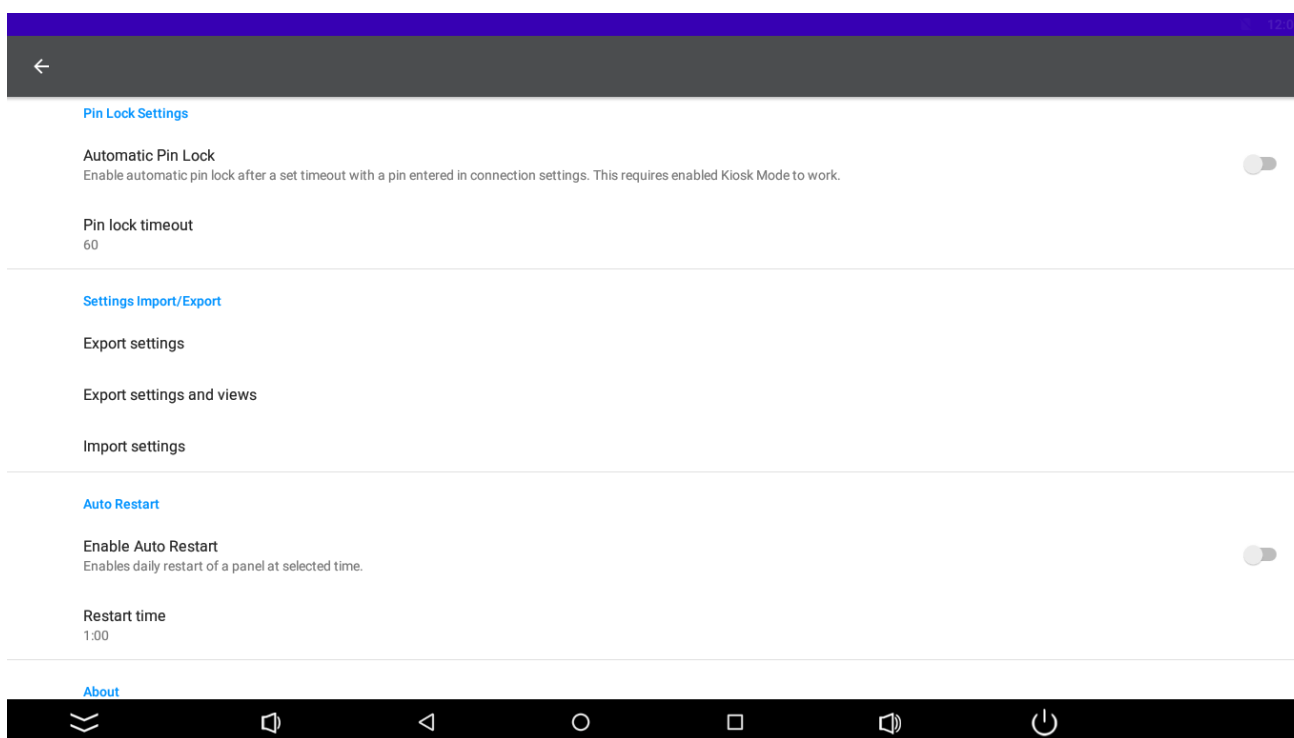 Pin Lock Settings
Automatic Pin Lock
Enable automatic pin lock after a set timeout with a pin entered in connection settings. This requires enabled Kiosk Mode to work.
Pin lock timeout
60
Settings Import/Export
Export settings
Export settings and views
Import settings
Auto Restart
Enable Auto Restart
Enables daily restart of a panel at selected time.
Restart time
1:00
About